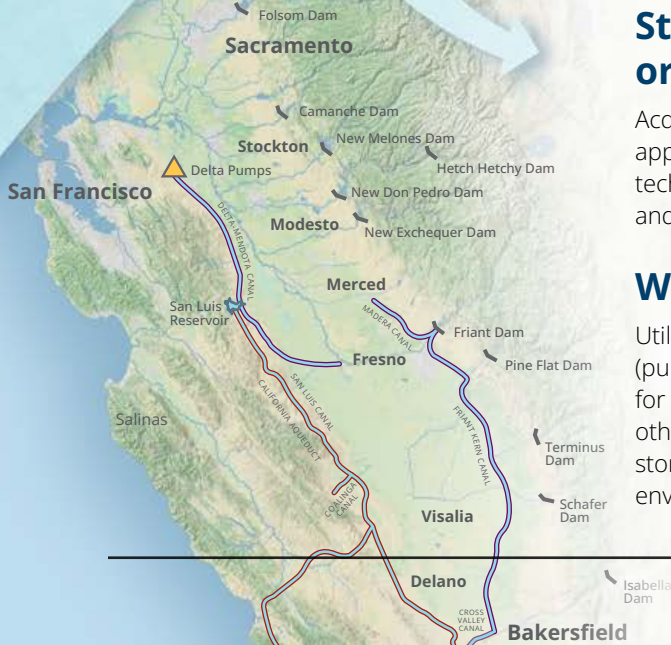 Folsom Dam
Sacramento
Camanche Dam
Stockton
New Melones Dam
Hetch Hetchy Dam
Delta Pumps
San Francisco
New Don Pedro Dam
Modesto
New Exchequer Dam
DELTA-MENDOTA CANAL
Merced
San Luis
Reservoir
MADERA CANAL
Friant Dam
Fresno
Pine Flat Dam
SAN LUIS CANAL
CALIFORNIA AQUEDUCT
Salinas
FRIANT KERN CANAL
Terminus
Dam
COALINGA
CANAL
Schafer
Dam
Visalia
Delano
Isabella
Dam
CROSS
VALLEY
CANAL
Bakersfield
St
or
Acq
app
tech
and
W
Util
(pu
for
oth
stor
env